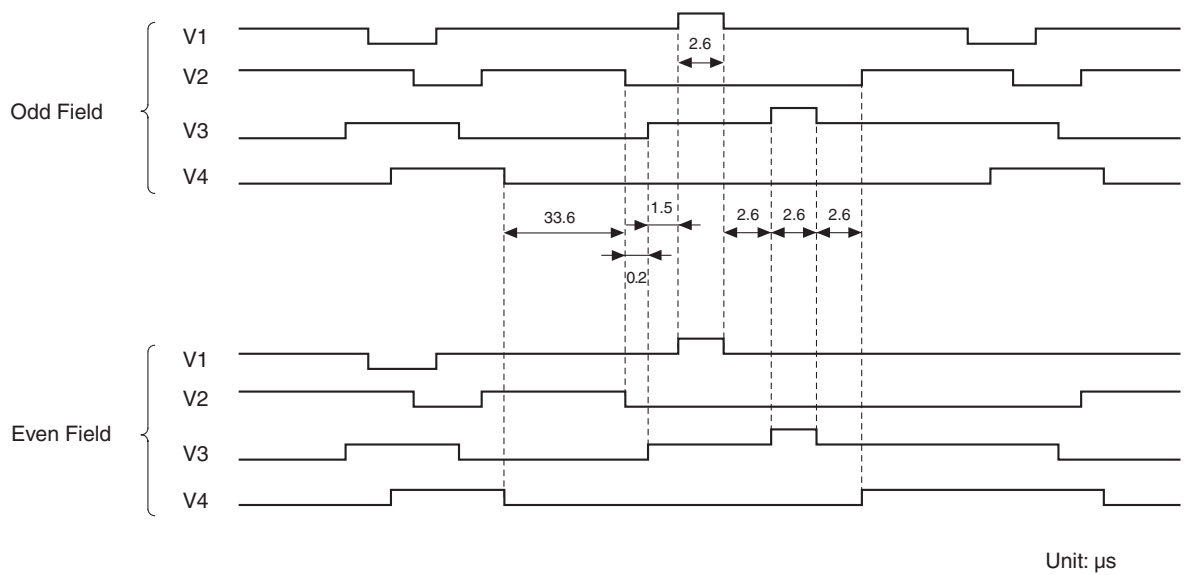 V1
2.6
V2
Odd Field
V3
V4
1.5
33.6
2.6
2.6
2.6
0.2
V1
V2
Even Field
V3
V4
Unit: μs